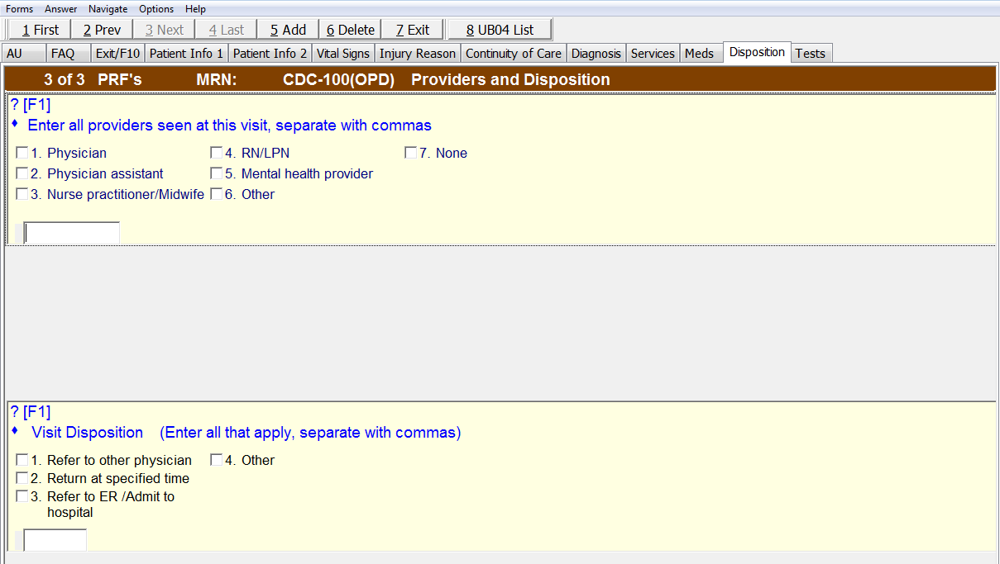 Forms Answer Navigate Options Help
1 First 2 Prev 3 Next 4 Last 5 Add 6 Delete 7 Exit 8 UB04 List
AU FAQ Exit/F10 Patient Info 1 Patient Info 2 Vital Signs Injury Reason Continuity of Care Diagnosis Services Meds Disposition Tests
3 of 3 PRF's MRN: CDC-100(OPD) Providers and Disposition
? [F1]
♦ Enter all providers seen at this visit, separate with commas
1. Physician 4. RN/LPN 7. None
2. Physician assistant 5. Mental health provider
3. Nurse practitioner/Midwife 6. Other
? [F1]
♦ Visit Disposition (Enter all that apply, separate with commas)
1. Refer to other physician 4. Other
2. Return at specified time
3. Refer to ER /Admit to
hospital